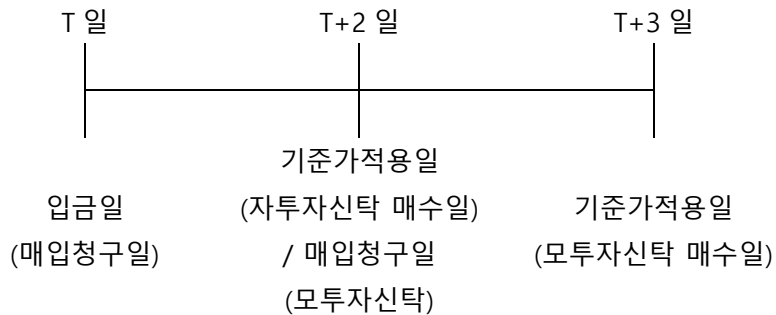 T 일
T+2 일
T+3 일
입금일
(매입청구일)
기준가적용일
(자투자신탁 매수일)
/ 매입청구일
(모투자신탁)
기준가적용일
(모투자신탁 매수일)